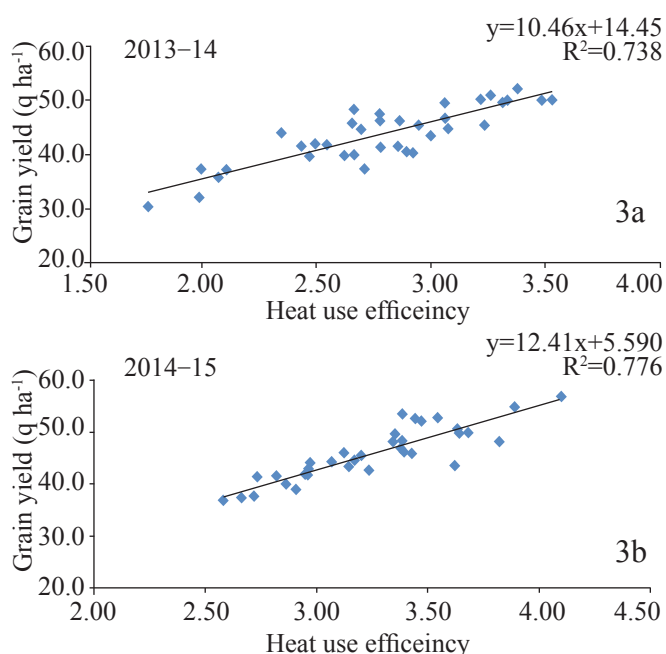 y=10.46x+14.45
R²=0.738
2013–14
60.0
50.0
40.0
30.0
20.0
Grain yield (q ha⁻¹)
3a
1.50 2.00 2.50 3.00 3.50 4.00
Heat use efficeincy
y=12.41x+5.590
R²=0.776
2014–15
60.0
50.0
40.0
30.0
20.0
Grain yield (q ha⁻¹)
3b
2.00 3.00 3.00 3.50 4.00 4.50
Heat use efficeincy